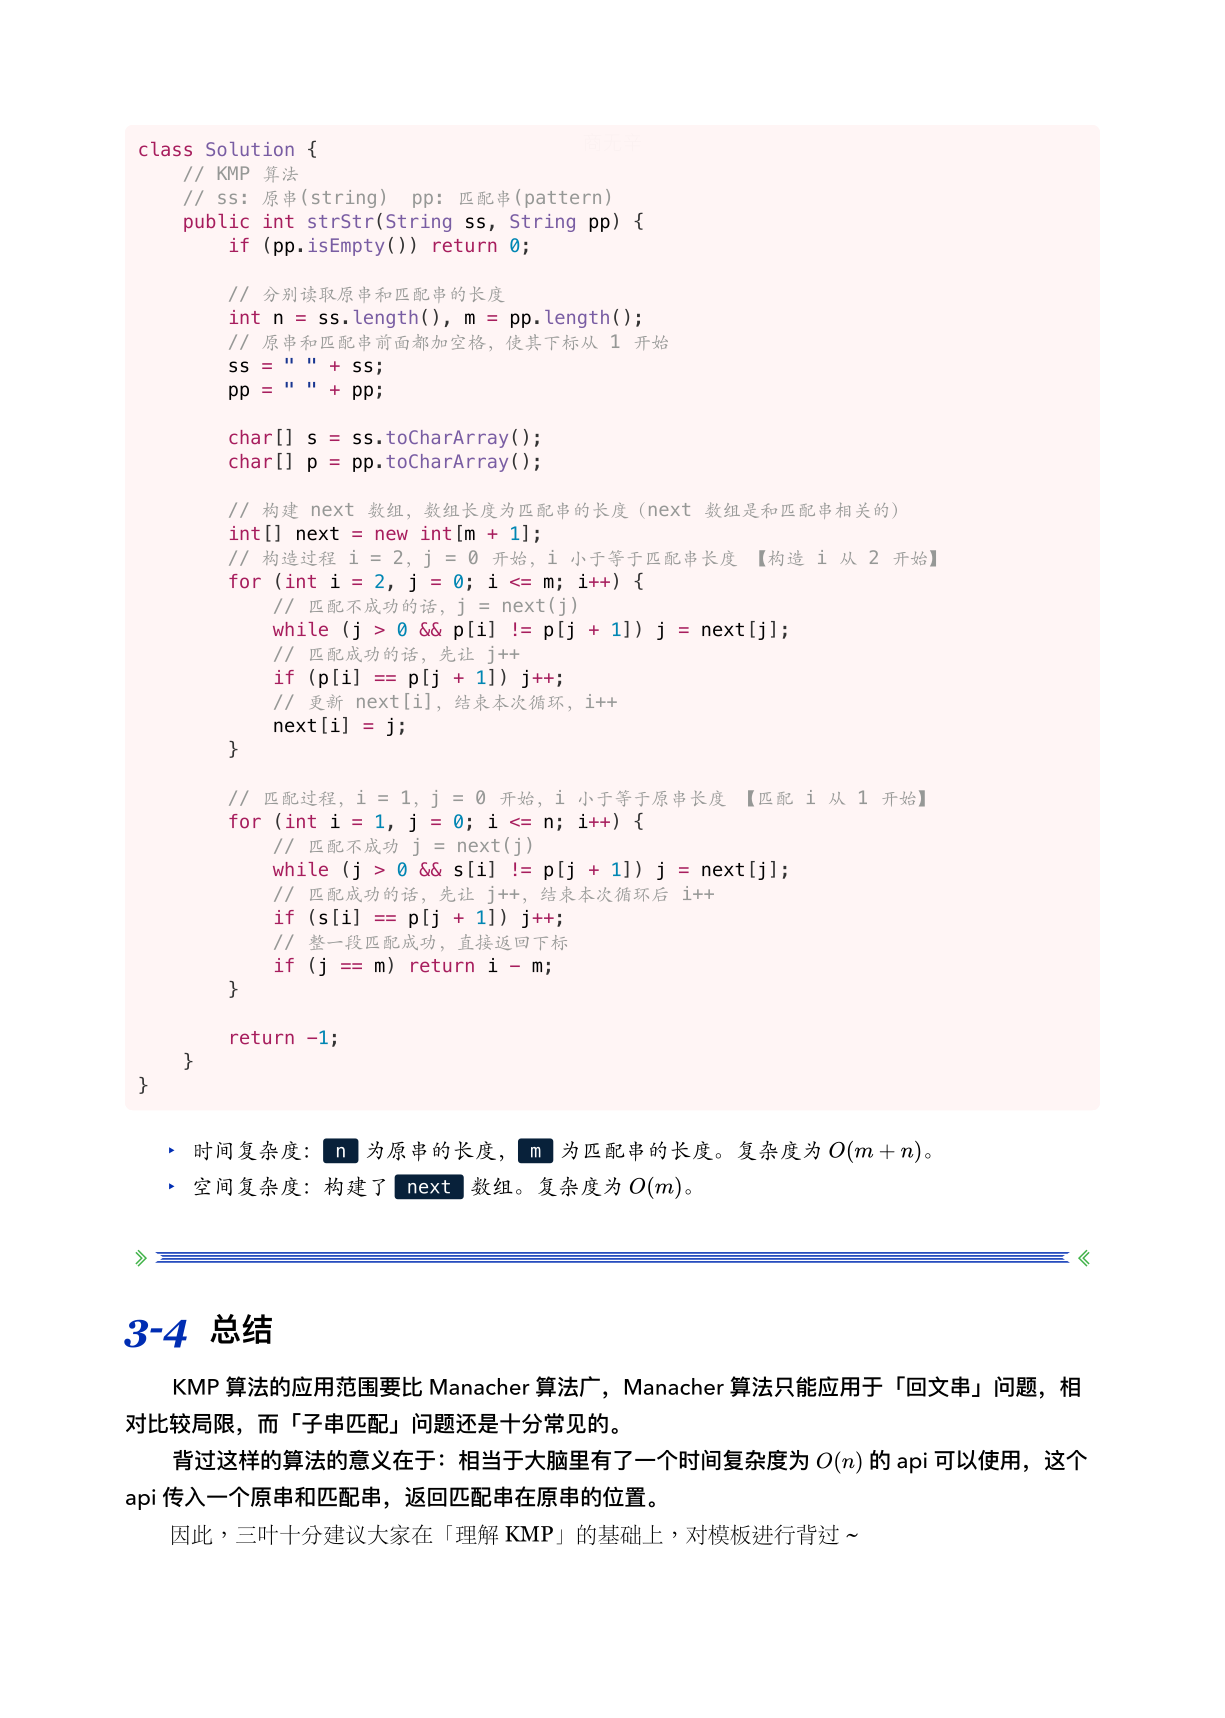 class Solution {
    // KMP 算法
    // ss: 原串(string)  pp: 匹配串(pattern)
    public int strStr(String ss, String pp) {
        if (pp.isEmpty()) return 0;

        // 分别读取原串和匹配串的长度
        int n = ss.length(), m = pp.length();
        // 原串和匹配串前面都加空格，使其下标从 1 开始
        ss = " " + ss;
        pp = " " + pp;

        char[] s = ss.toCharArray();
        char[] p = pp.toCharArray();

        // 构建 next 数组，数组长度为匹配串的长度（next 数组是和匹配串相关的）
        int[] next = new int[m + 1];
        // 构造过程 i = 2，j = 0 开始，i 小于等于匹配串长度 【构造 i 从 2 开始】
        for (int i = 2, j = 0; i <= m; i++) {
            // 匹配不成功的话，j = next(j)
            while (j > 0 && p[i] != p[j + 1]) j = next[j];
            // 匹配成功的话，先让 j++
            if (p[i] == p[j + 1]) j++;
            // 更新 next[i]，结束本次循环，i++
            next[i] = j;
        }

        // 匹配过程，i = 1，j = 0 开始，i 小于等于原串长度 【匹配 i 从 1 开始】
        for (int i = 1, j = 0; i <= n; i++) {
            // 匹配不成功 j = next(j)
            while (j > 0 && s[i] != p[j + 1]) j = next[j];
            // 匹配成功的话，先让 j++，结束本次循环后 i++
            if (s[i] == p[j + 1]) j++;
            // 整一段匹配成功，直接返回下标
            if (j == m) return i - m;
        }

        return -1;
    }
}
‣ 时间复杂度：n 为原串的长度，m 为匹配串的长度。复杂度为 O(m + n)。
‣ 空间复杂度：构建了 next 数组。复杂度为 O(m)。
3-4 总结
KMP 算法的应用范围要比 Manacher 算法广，Manacher 算法只能应用于「回文串」问题，相
对比较局限，而「子串匹配」问题还是十分常见的。
背过这样的算法的意义在于：相当于大脑里有了一个时间复杂度为 O(n) 的 api 可以使用，这个
api 传入一个原串和匹配串，返回匹配串在原串的位置。
因此，三叶十分建议大家在「理解 KMP」的基础上，对模板进行背过 ~